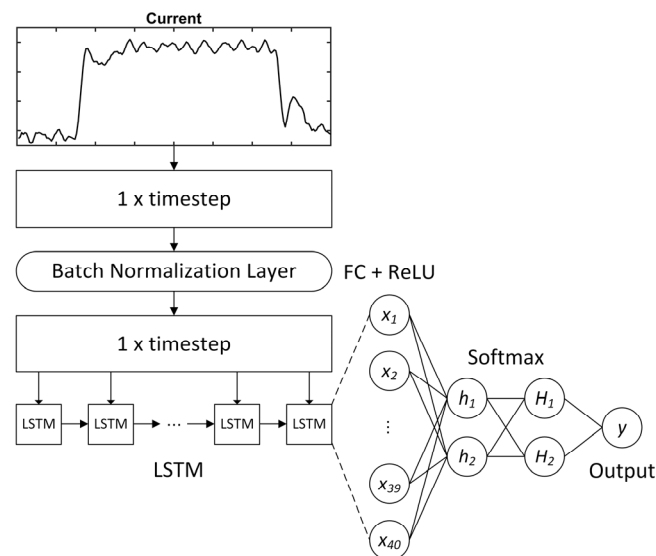 Current
1 x timestep
Batch Normalization Layer
1 x timestep
LSTM
LSTM
...
LSTM
LSTM
LSTM
FC + ReLU
x1
x2
⋮
x39
x40
Softmax
h1
h2
H1
H2
y
Output